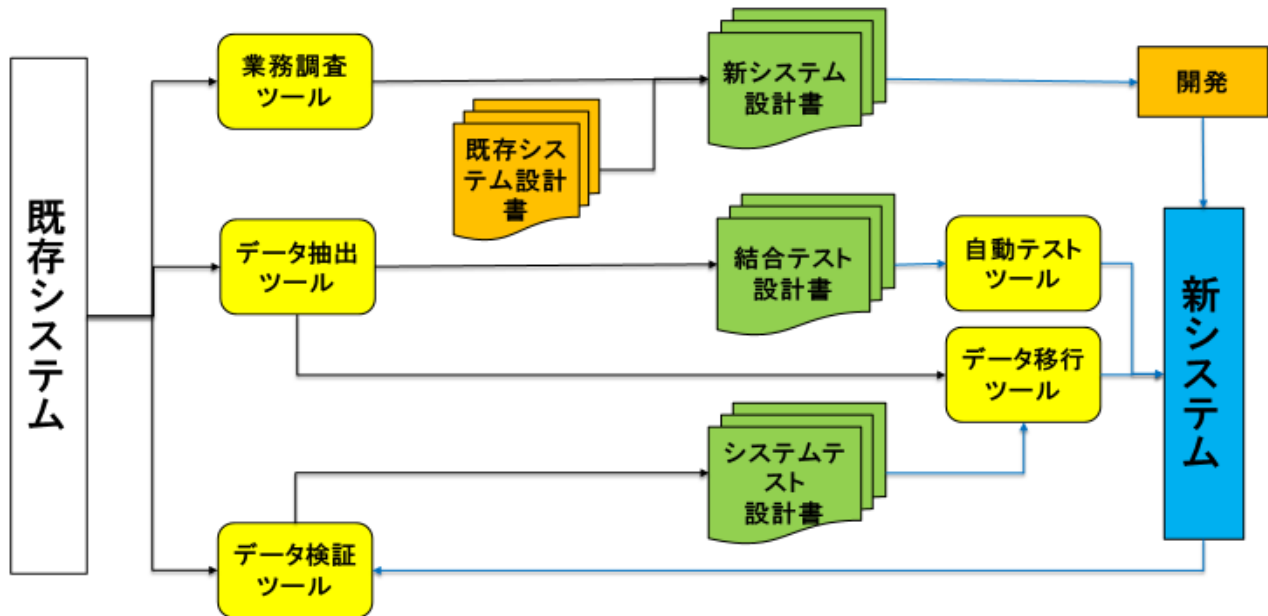 既存システム
業務調査
ツール
新システム
設計書
開発
既存シス
テム設計
書
データ抽出
ツール
結合テスト
設計書
自動テスト
ツール
データ移行
ツール
新システム
システムテ
スト
設計書
データ検証
ツール